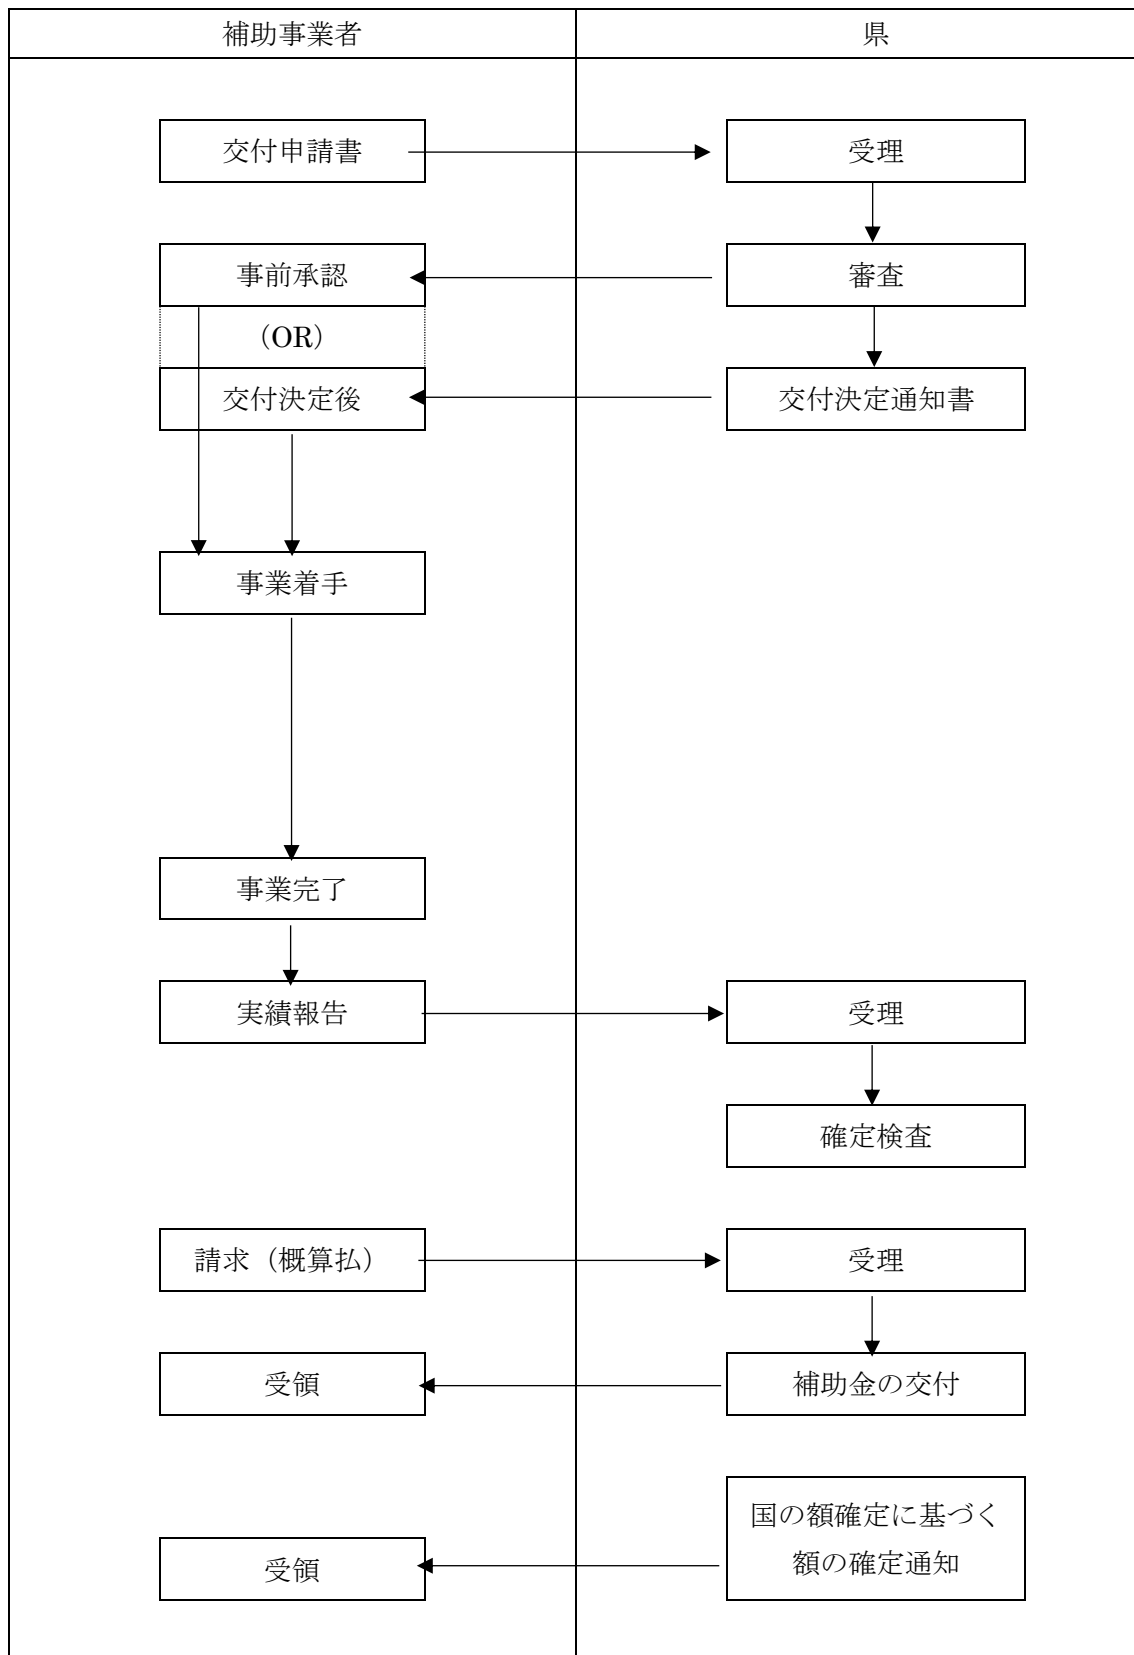 補助事業者
県
交付申請書
受理
事前承認
審査
（OR）
交付決定後
交付決定通知書
事業着手
事業完了
実績報告
受理
確定検査
請求（概算払）
受理
受領
補助金の交付
国の額確定に基づく
額の確定通知
受領